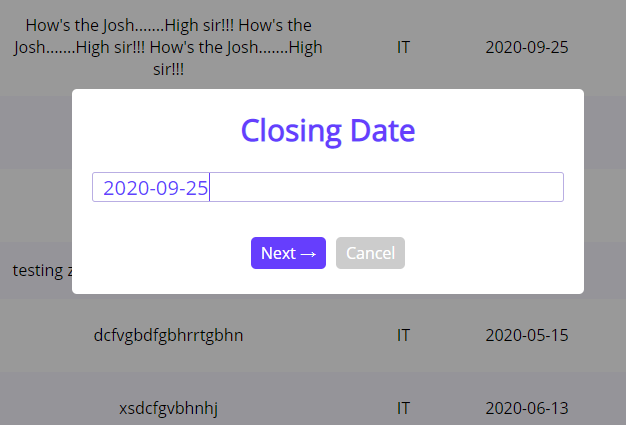 How's the Josh.......High sir!!! How's the
Josh.......High sir!!! How's the Josh.......High
sir!!!
IT
2020-09-25
Closing Date
2020-09-25
Next →
Cancel
testing
dcfvgbdfgbhrrtgbhn
IT
2020-05-15
xsdcfgvbhnhj
IT
2020-06-13